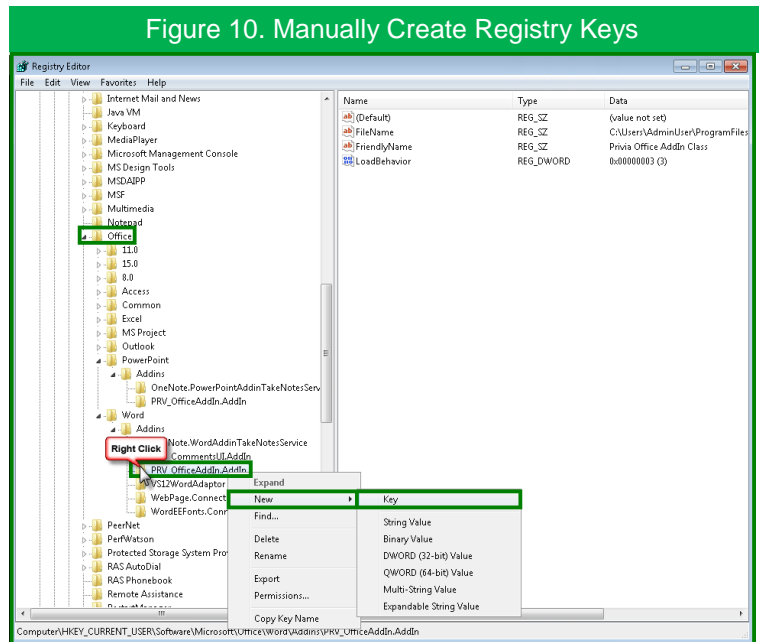 Figure 10. Manually Create Registry Keys
Registry Editor
File Edit View Favorites Help
Internet Mail and News
Java VM
Keyboard
MediaPlayer
Microsoft Management Console
MS Design Tools
MSDAIPP
MSF
Multimedia
Notepad
Office
11.0
15.0
8.0
Access
Common
Excel
MS Project
Outlook
PowerPoint
Addins
OneNote.PowerPointAddinTakeNotesServ
PRV_OfficeAddIn.AddIn
Word
Addins
Note.WordAddinTakeNotesService
CommentsUI.AddIn
PRV_OfficeAddIn.AddIn
VS12WordAdaptor
WebPage.Connect
WordEEFonts.Conr
PeerNet
PerfWatson
Protected Storage System Pro
RAS AutoDial
RAS Phonebook
Remote Assistance
Right Click
Name Type Data
(Default) REG_SZ (value not set)
FileName REG_SZ C:\Users\AdminUser\ProgramFiles
FriendlyName REG_SZ Privia Office AddIn Class
LoadBehavior REG_DWORD 0x00000003 (3)
Expand
New
Find...
Delete
Rename
Export
Permissions...
Copy Key Name
Key
String Value
Binary Value
DWORD (32-bit) Value
QWORD (64-bit) Value
Multi-String Value
Expandable String Value
Computer\HKEY_CURRENT_USER\Software\Microsoft\Office\Word\Addins\PRV_OfficeAddIn.AddIn